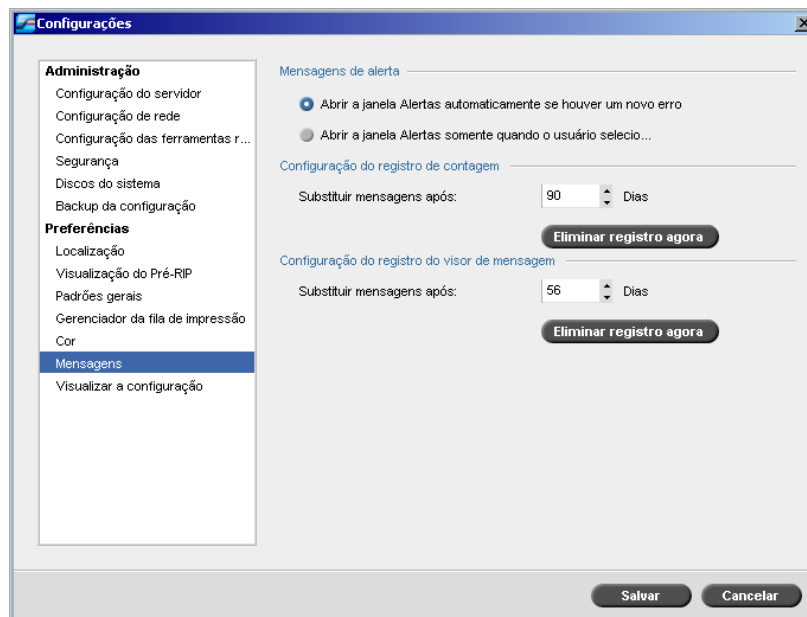 Configurações
Administração
Configuração do servidor
Configuração de rede
Configuração das ferramentas r...
Segurança
Discos do sistema
Backup da configuração
Preferências
Localização
Visualização do Pré-RIP
Padrões gerais
Gerenciador da fila de impressão
Cor
Mensagens
Visualizar a configuração
Mensagens de alerta
Abrir a janela Alertas automaticamente se houver um novo erro
Abrir a janela Alertas somente quando o usuário selecio...
Configuração do registro de contagem
Substituir mensagens após: 90 Dias
Eliminar registro agora
Configuração do registro do visor de mensagem
Substituir mensagens após: 56 Dias
Eliminar registro agora
Salvar Cancelar